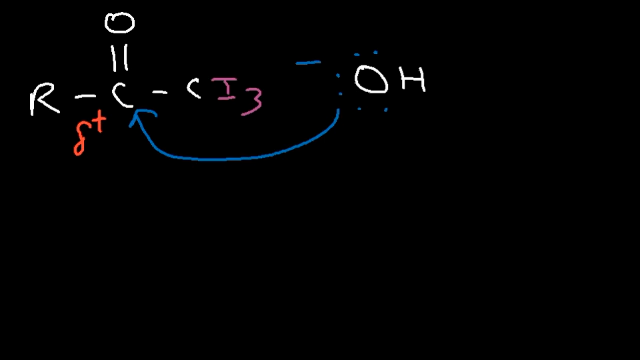 O
||
R - C - CI3 - :OH
δ+